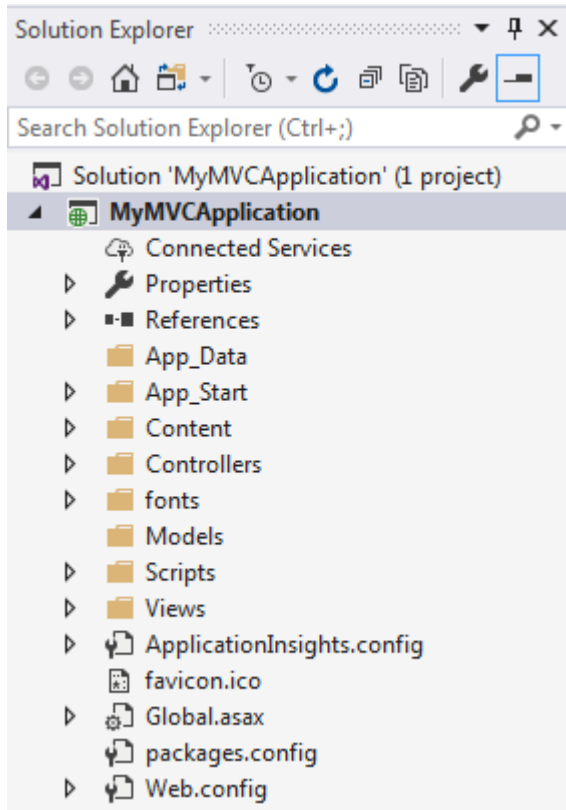 Solution Explorer
Search Solution Explorer (Ctrl+;)
Solution 'MyMVCApplication' (1 project)
MyMVCApplication
Connected Services
Properties
References
App_Data
App_Start
Content
Controllers
fonts
Models
Scripts
Views
ApplicationInsights.config
favicon.ico
Global.asax
packages.config
Web.config